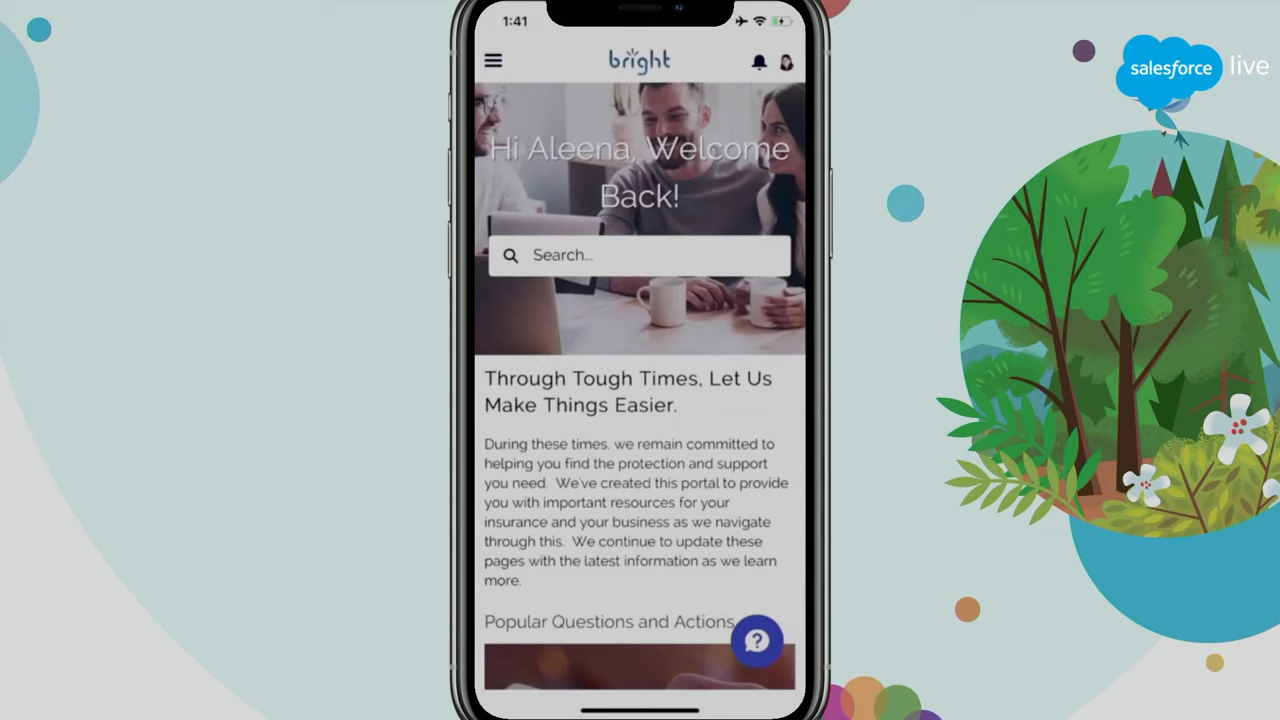 1:41
bright
salesforce live
Hi Aleena, Welcome
Back!
Search...
Through Tough Times, Let Us
Make Things Easier.
During these times, we remain committed to
helping you find the protection and support
you need. We've created this portal to provide
you with important resources for your
insurance and your business as we navigate
through this. We continue to update these
pages with the latest information as we learn
more.
Popular Questions and Actions
?